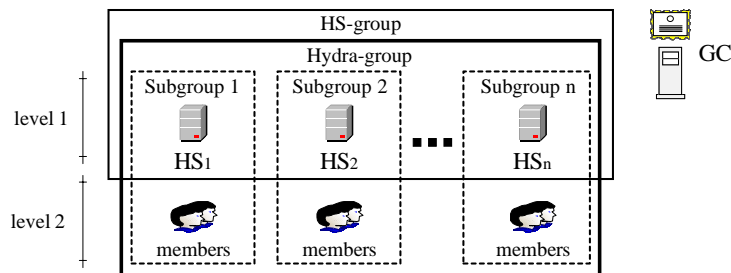 HS-group
Hydra-group
GC
Subgroup 1
Subgroup 2
Subgroup n
level 1
HS1
HS2
HSn
level 2
members
members
members